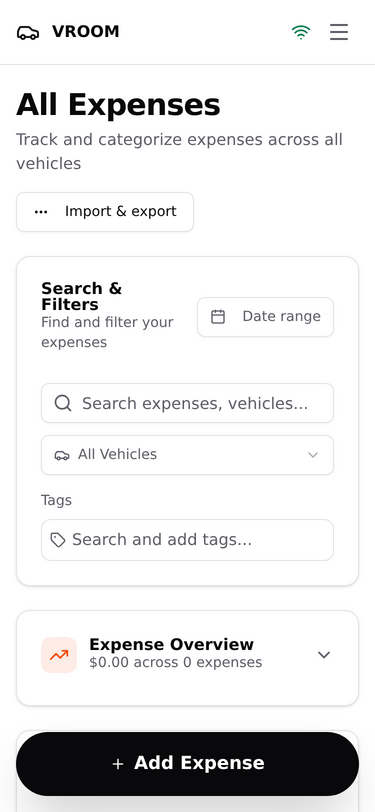 VROOM
All Expenses
Track and categorize expenses across all
vehicles
Import & export
Search &
Filters
Find and filter your
expenses
Date range
Search expenses, vehicles...
All Vehicles
Tags
Search and add tags...
Expense Overview
$0.00 across 0 expenses
+ Add Expense